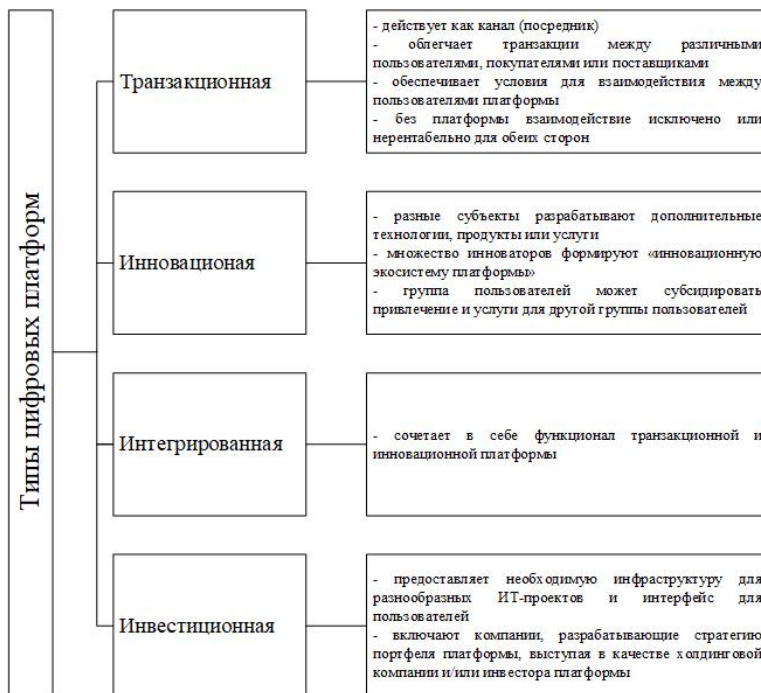 Типы цифровых платформ
Транзакционная
- действует как канал (посредник)
- облегчает транзакции между различными
пользователями, покупателями или поставщиками
- обеспечивает условия для взаимодействия между
пользователями платформы
- без платформы взаимодействие исключено или
нерентабельно для обеих сторон
Инновационая
- разные субъекты разрабатывают дополнительные
технологии, продукты или услуги
- множество инноваторов формируют «инновационную
экосистему платформы»
- группа пользователей может субсидировать
привлечение и услуги для другой группы пользователей
Интегрированная
- сочетает в себе функционал транзакционной и
инновационной платформы
Инвестиционная
- предоставляет необходимую инфраструктуру для
разнообразных ИТ-проектов и интерфейс для
пользователей
- включают компании, разрабатывающие стратегию
портфеля платформы, выступая в качестве холдинговой
компании и/или инвестора платформы